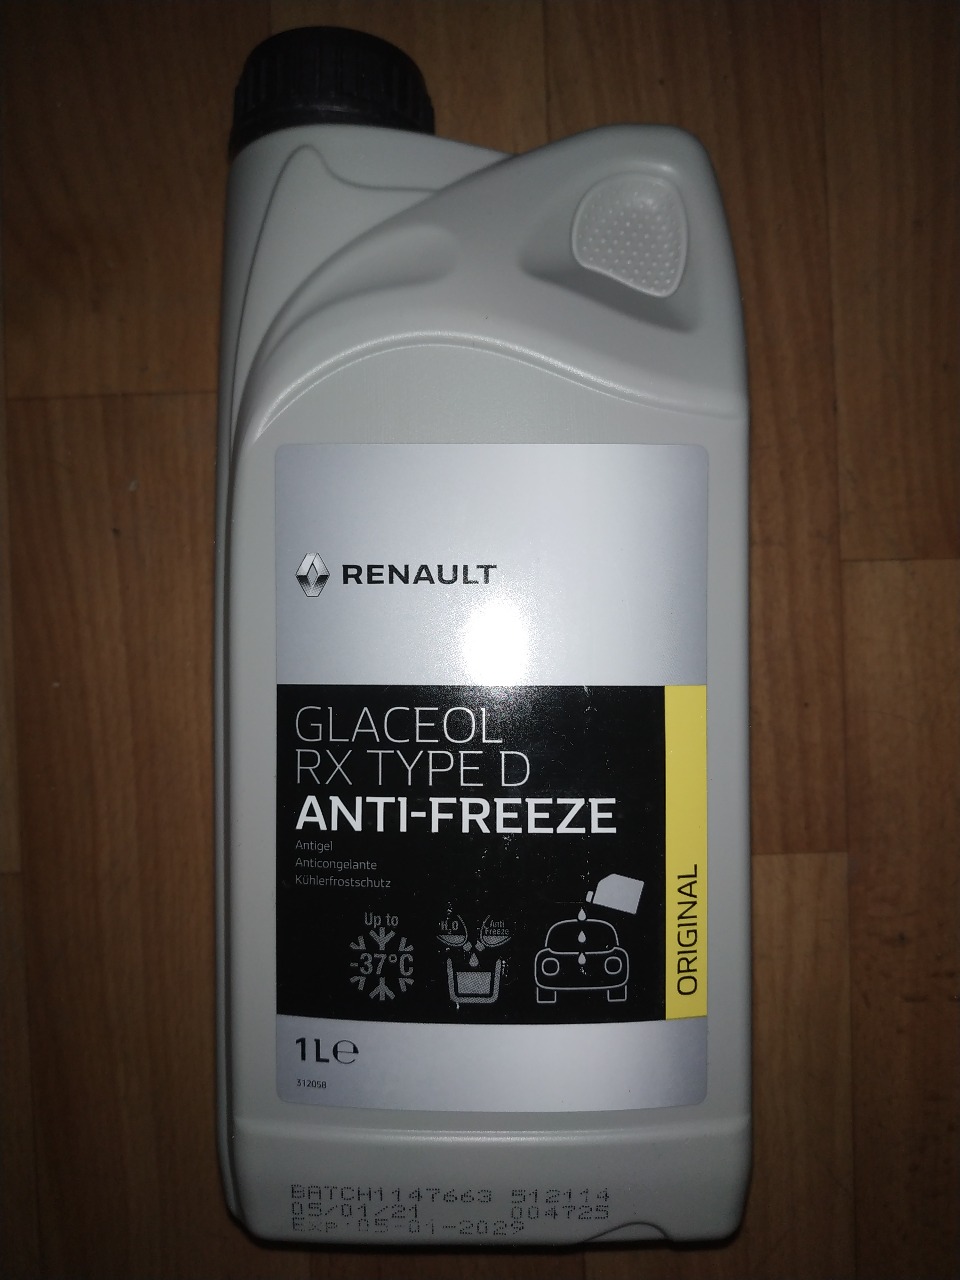 RENAULT
GLACEOL
RX TYPE D
ANTI-FREEZE
Antigel
Anticongelante
Kühlerfrostschutz
Up to
-37°C
H2O
Anti
Freeze
ORIGINAL
1L℮
312058
BATCH1147663 512114
05/01/21 004725
Exp:05-01-2029